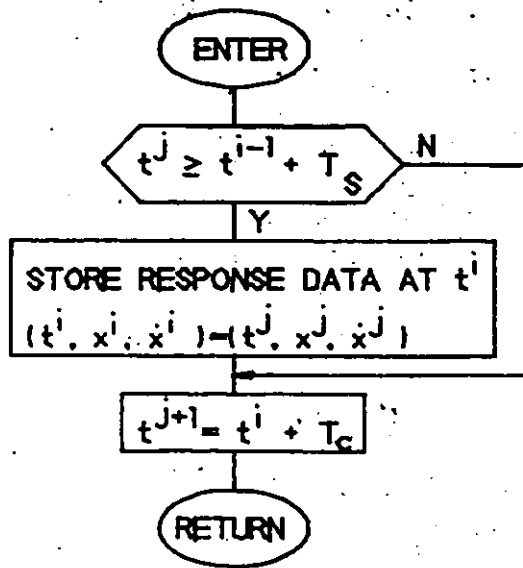 ENTER
t^j ≥ t^{i-1} + T_S
N
Y
STORE RESPONSE DATA AT t^i
(t^i, x^i, ẋ^i) = (t^j, x^j, ẋ^j)
t^{j+1} = t^i + T_C
RETURN